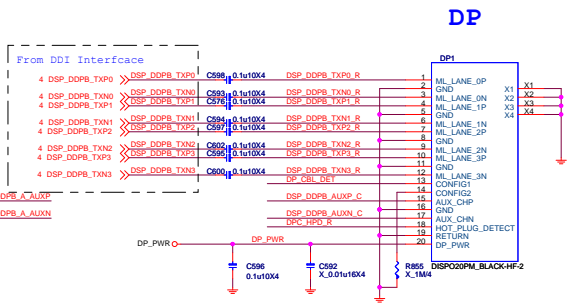 DP
From DDI Interfcace
DP1
4 DSP_DDPB_TXP0 DSP_DDPB_TXP0 C598 0.1u10X4 DSP_DDPB_TXP0_R 1 ML_LANE_0P
2 GND X1 X1
4 DSP_DDPB_TXN0 DSP_DDPB_TXN0 C593 0.1u10X4 DSP_DDPB_TXN0_R 3 ML_LANE_0N X2 X2
4 DSP_DDPB_TXP1 DSP_DDPB_TXP1 C576 0.1u10X4 DSP_DDPB_TXP1_R 4 ML_LANE_1P X3 X3
5 GND X4 X4
4 DSP_DDPB_TXN1 DSP_DDPB_TXN1 C594 0.1u10X4 DSP_DDPB_TXN1_R 6 ML_LANE_1N
4 DSP_DDPB_TXP2 DSP_DDPB_TXP2 C597 0.1u10X4 DSP_DDPB_TXP2_R 7 ML_LANE_2P
8 GND
4 DSP_DDPB_TXN2 DSP_DDPB_TXN2 C602 0.1u10X4 DSP_DDPB_TXN2_R 9 ML_LANE_2N
4 DSP_DDPB_TXP3 DSP_DDPB_TXP3 C595 0.1u10X4 DSP_DDPB_TXP3_R 10 ML_LANE_3P
11 GND
4 DSP_DDPB_TXN3 DSP_DDPB_TXN3 C600 0.1u10X4 DSP_DDPB_TXN3_R 12 ML_LANE_3N
DP_CBL_DET 13 CONFIG1
14 CONFIG2
DPB_A_AUXP DSP_DDPB_AUXP_C 15 AUX_CHP
16 GND
DPB_A_AUXN DSP_DDPB_AUXN_C 17 AUX_CHN
DPC_HPD_R 18 HOT_PLUG_DETECT
19 RETURN
DP_PWR DP_PWR 20 DP_PWR
C596 C592 R855 DISPO20PM_BLACK-HF-2
0.1u10X4 X_0.01u16X4 X_1M/4